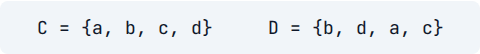 C = {a, b, c, d} D = {b, d, a, c}